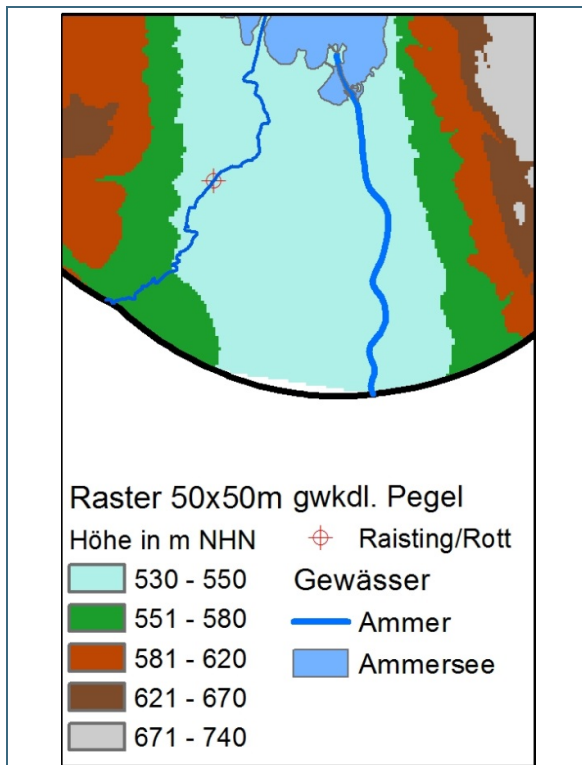 Raster 50x50m gwkdl. Pegel
Höhe in m NHN
Raisting/Rott
530 - 550
Gewässer
551 - 580
Ammer
581 - 620
Ammersee
621 - 670
671 - 740